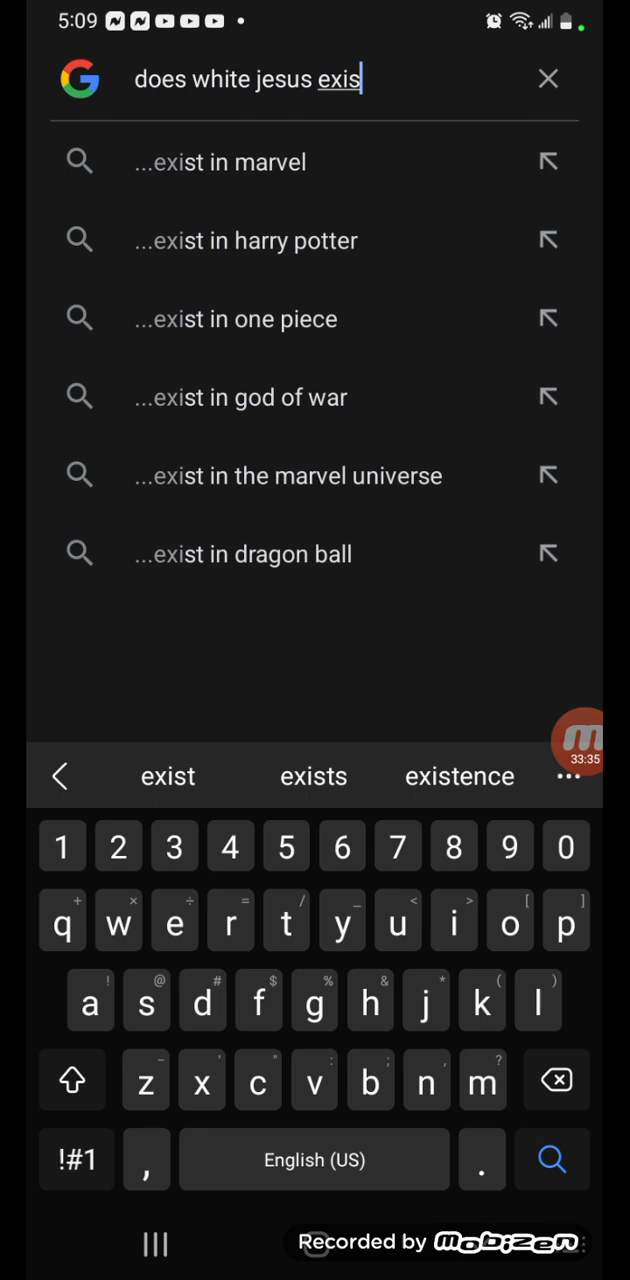 5:09
does white jesus exis
...exist in marvel
...exist in harry potter
...exist in one piece
...exist in god of war
...exist in the marvel universe
...exist in dragon ball
33:35
exist exists existence ...
1 2 3 4 5 6 7 8 9 0
+ × ÷ = / _ < > [ ]
q w e r t y u i o p
! @ # $ % & * ( )
a s d f g h j k l
- ' " : ; , ?
z x c v b n m
!#1 , English (US) .
Recorded by mobizen